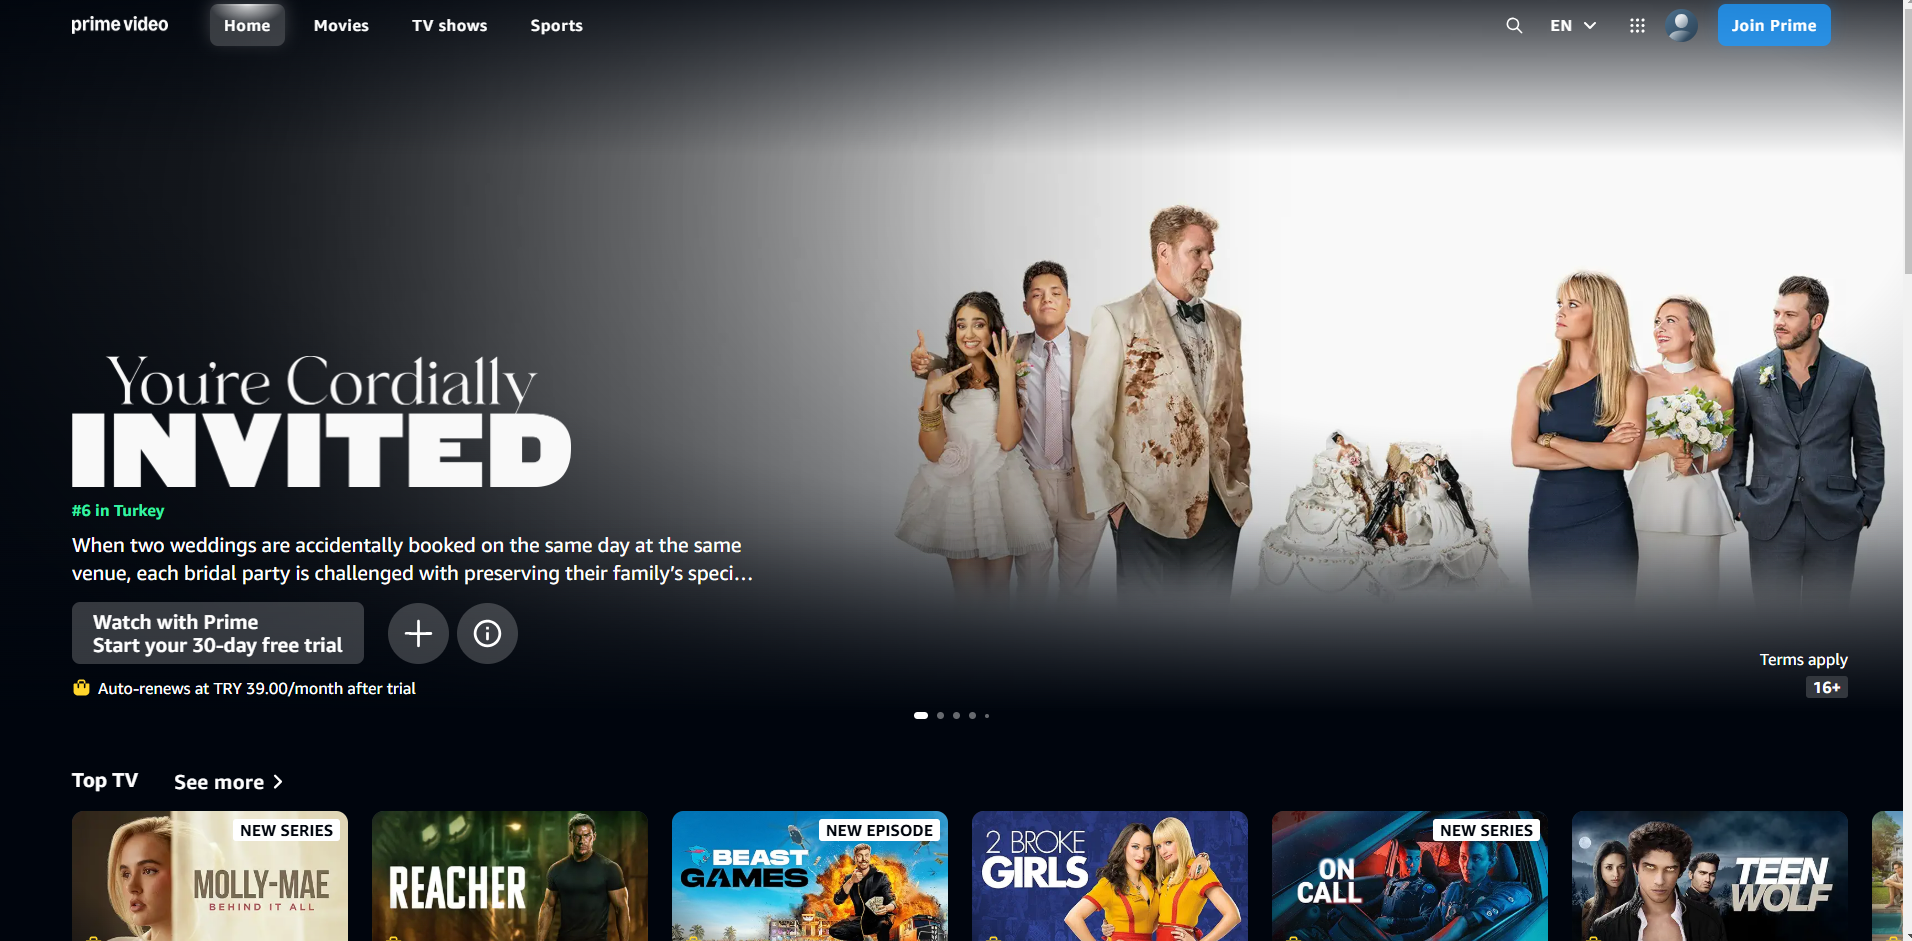 prime video
Home
Movies
TV shows
Sports
EN
Join Prime
You're Cordially
INVITED
#6 in Turkey
When two weddings are accidentally booked on the same day at the same
venue, each bridal party is challenged with preserving their family’s speci...
Watch with Prime
Start your 30-day free trial
Auto-renews at TRY 39.00/month after trial
Terms apply
16+
Top TV
See more
NEW SERIES
MOLLY-MAE
BEHIND IT ALL
REACHER
NEW EPISODE
BEAST
GAMES
2 BROKE
GIRLS
NEW SERIES
ON
CALL
TEEN
WOLF